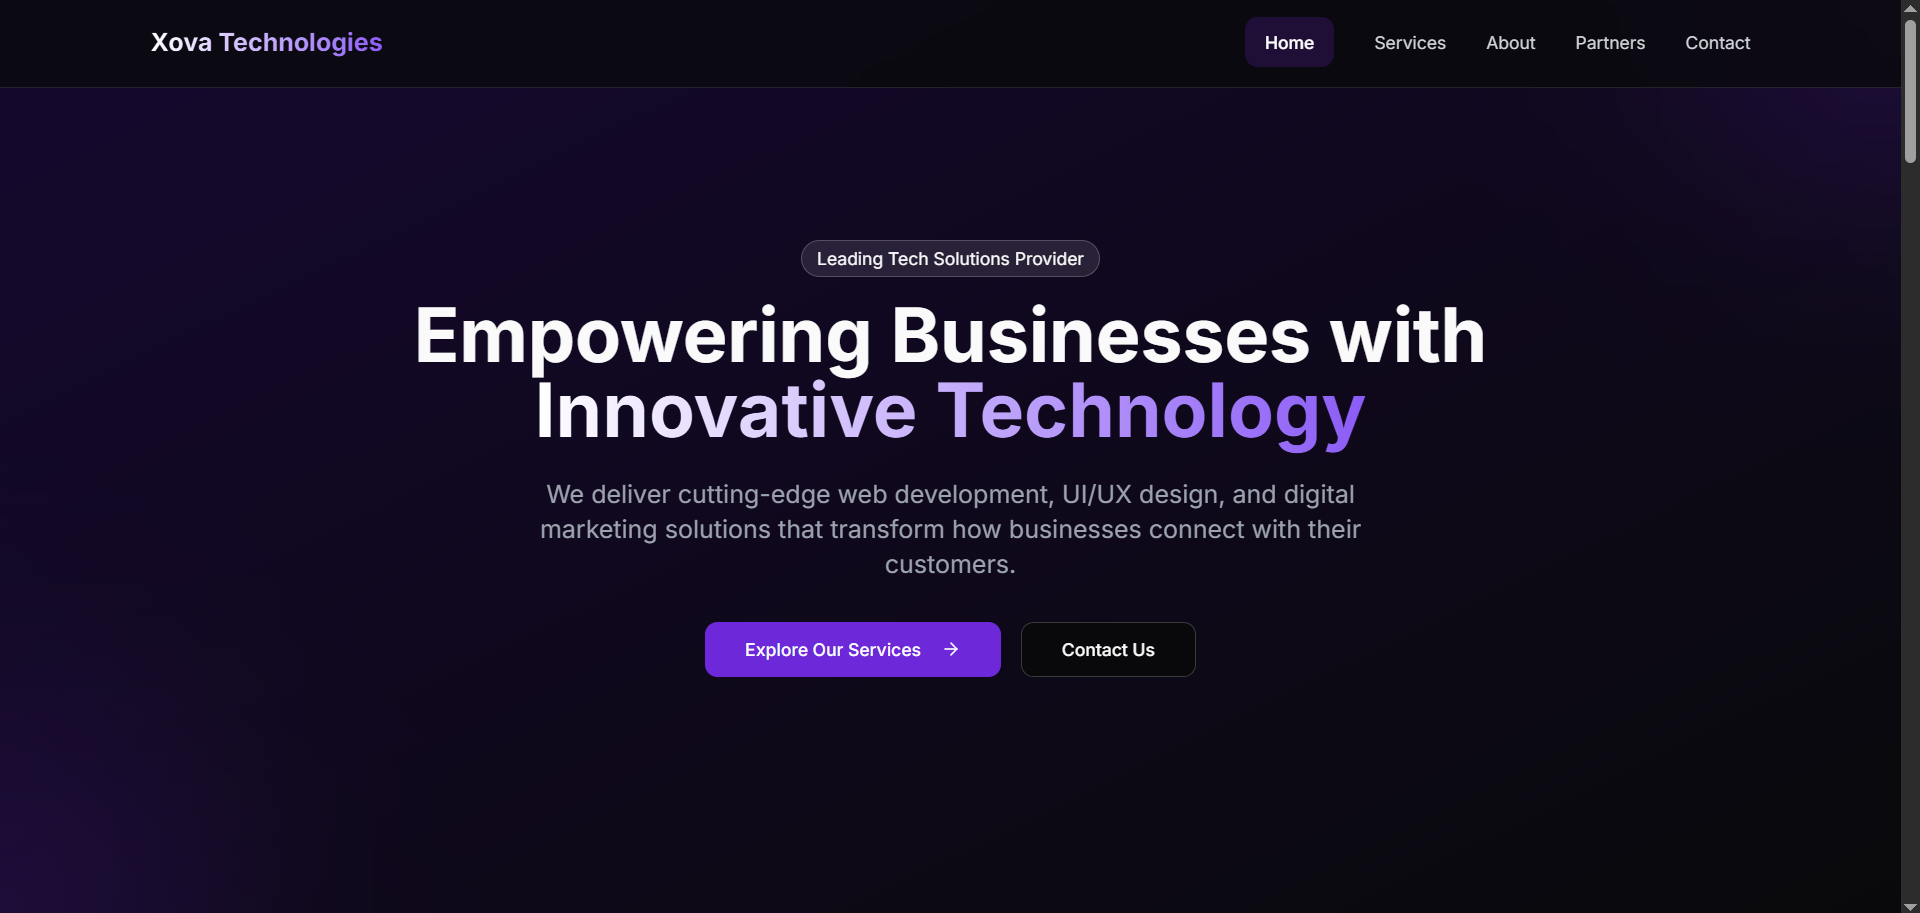 Xova Technologies
Home
Services
About
Partners
Contact
Leading Tech Solutions Provider
Empowering Businesses with
Innovative Technology
We deliver cutting-edge web development, UI/UX design, and digital
marketing solutions that transform how businesses connect with their
customers.
Explore Our Services
Contact Us